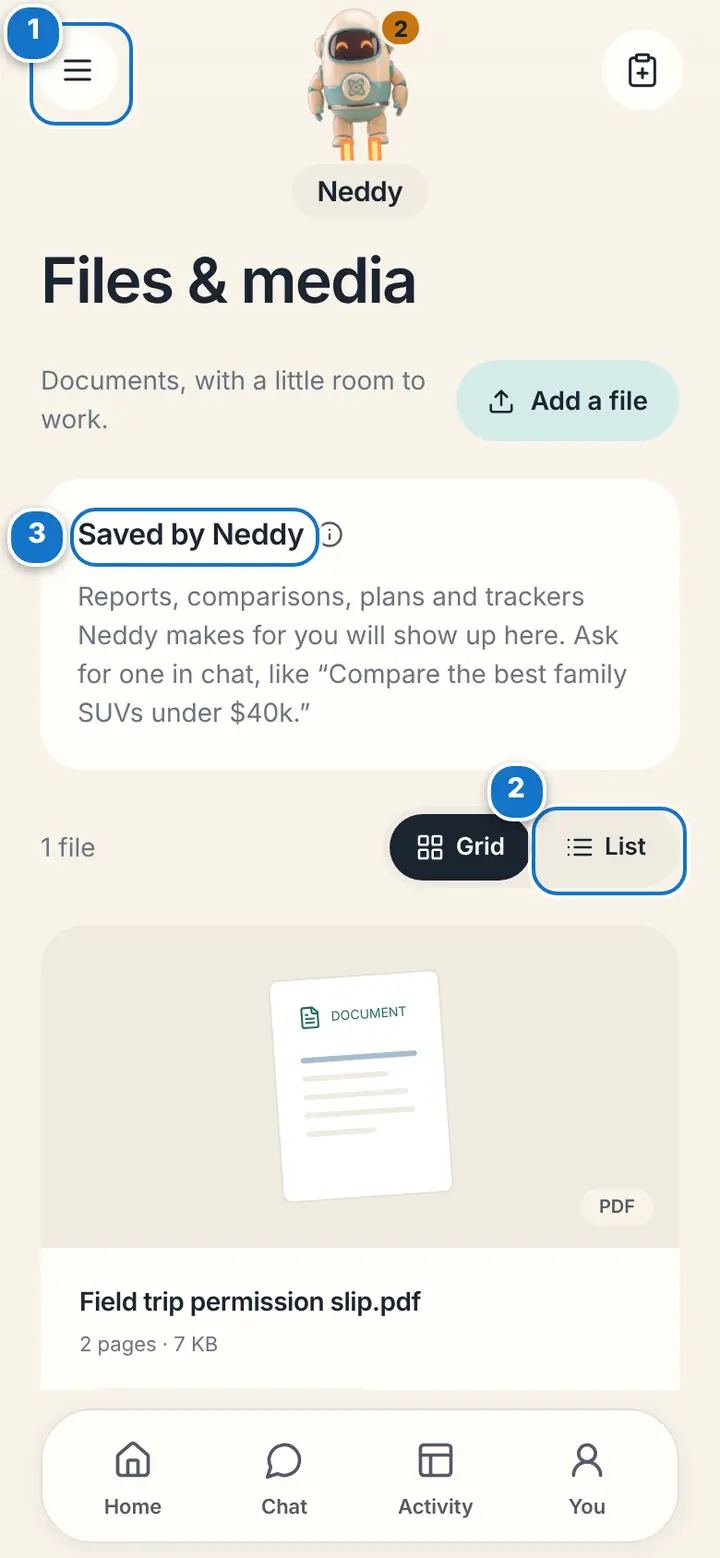 1
2
Neddy
Files & media
Documents, with a little room to
work.
Add a file
3
Saved by Neddy
Reports, comparisons, plans and trackers
Neddy makes for you will show up here. Ask
for one in chat, like “Compare the best family
SUVs under $40k.”
2
1 file
Grid
List
DOCUMENT
PDF
Field trip permission slip.pdf
2 pages · 7 KB
Home
Chat
Activity
You